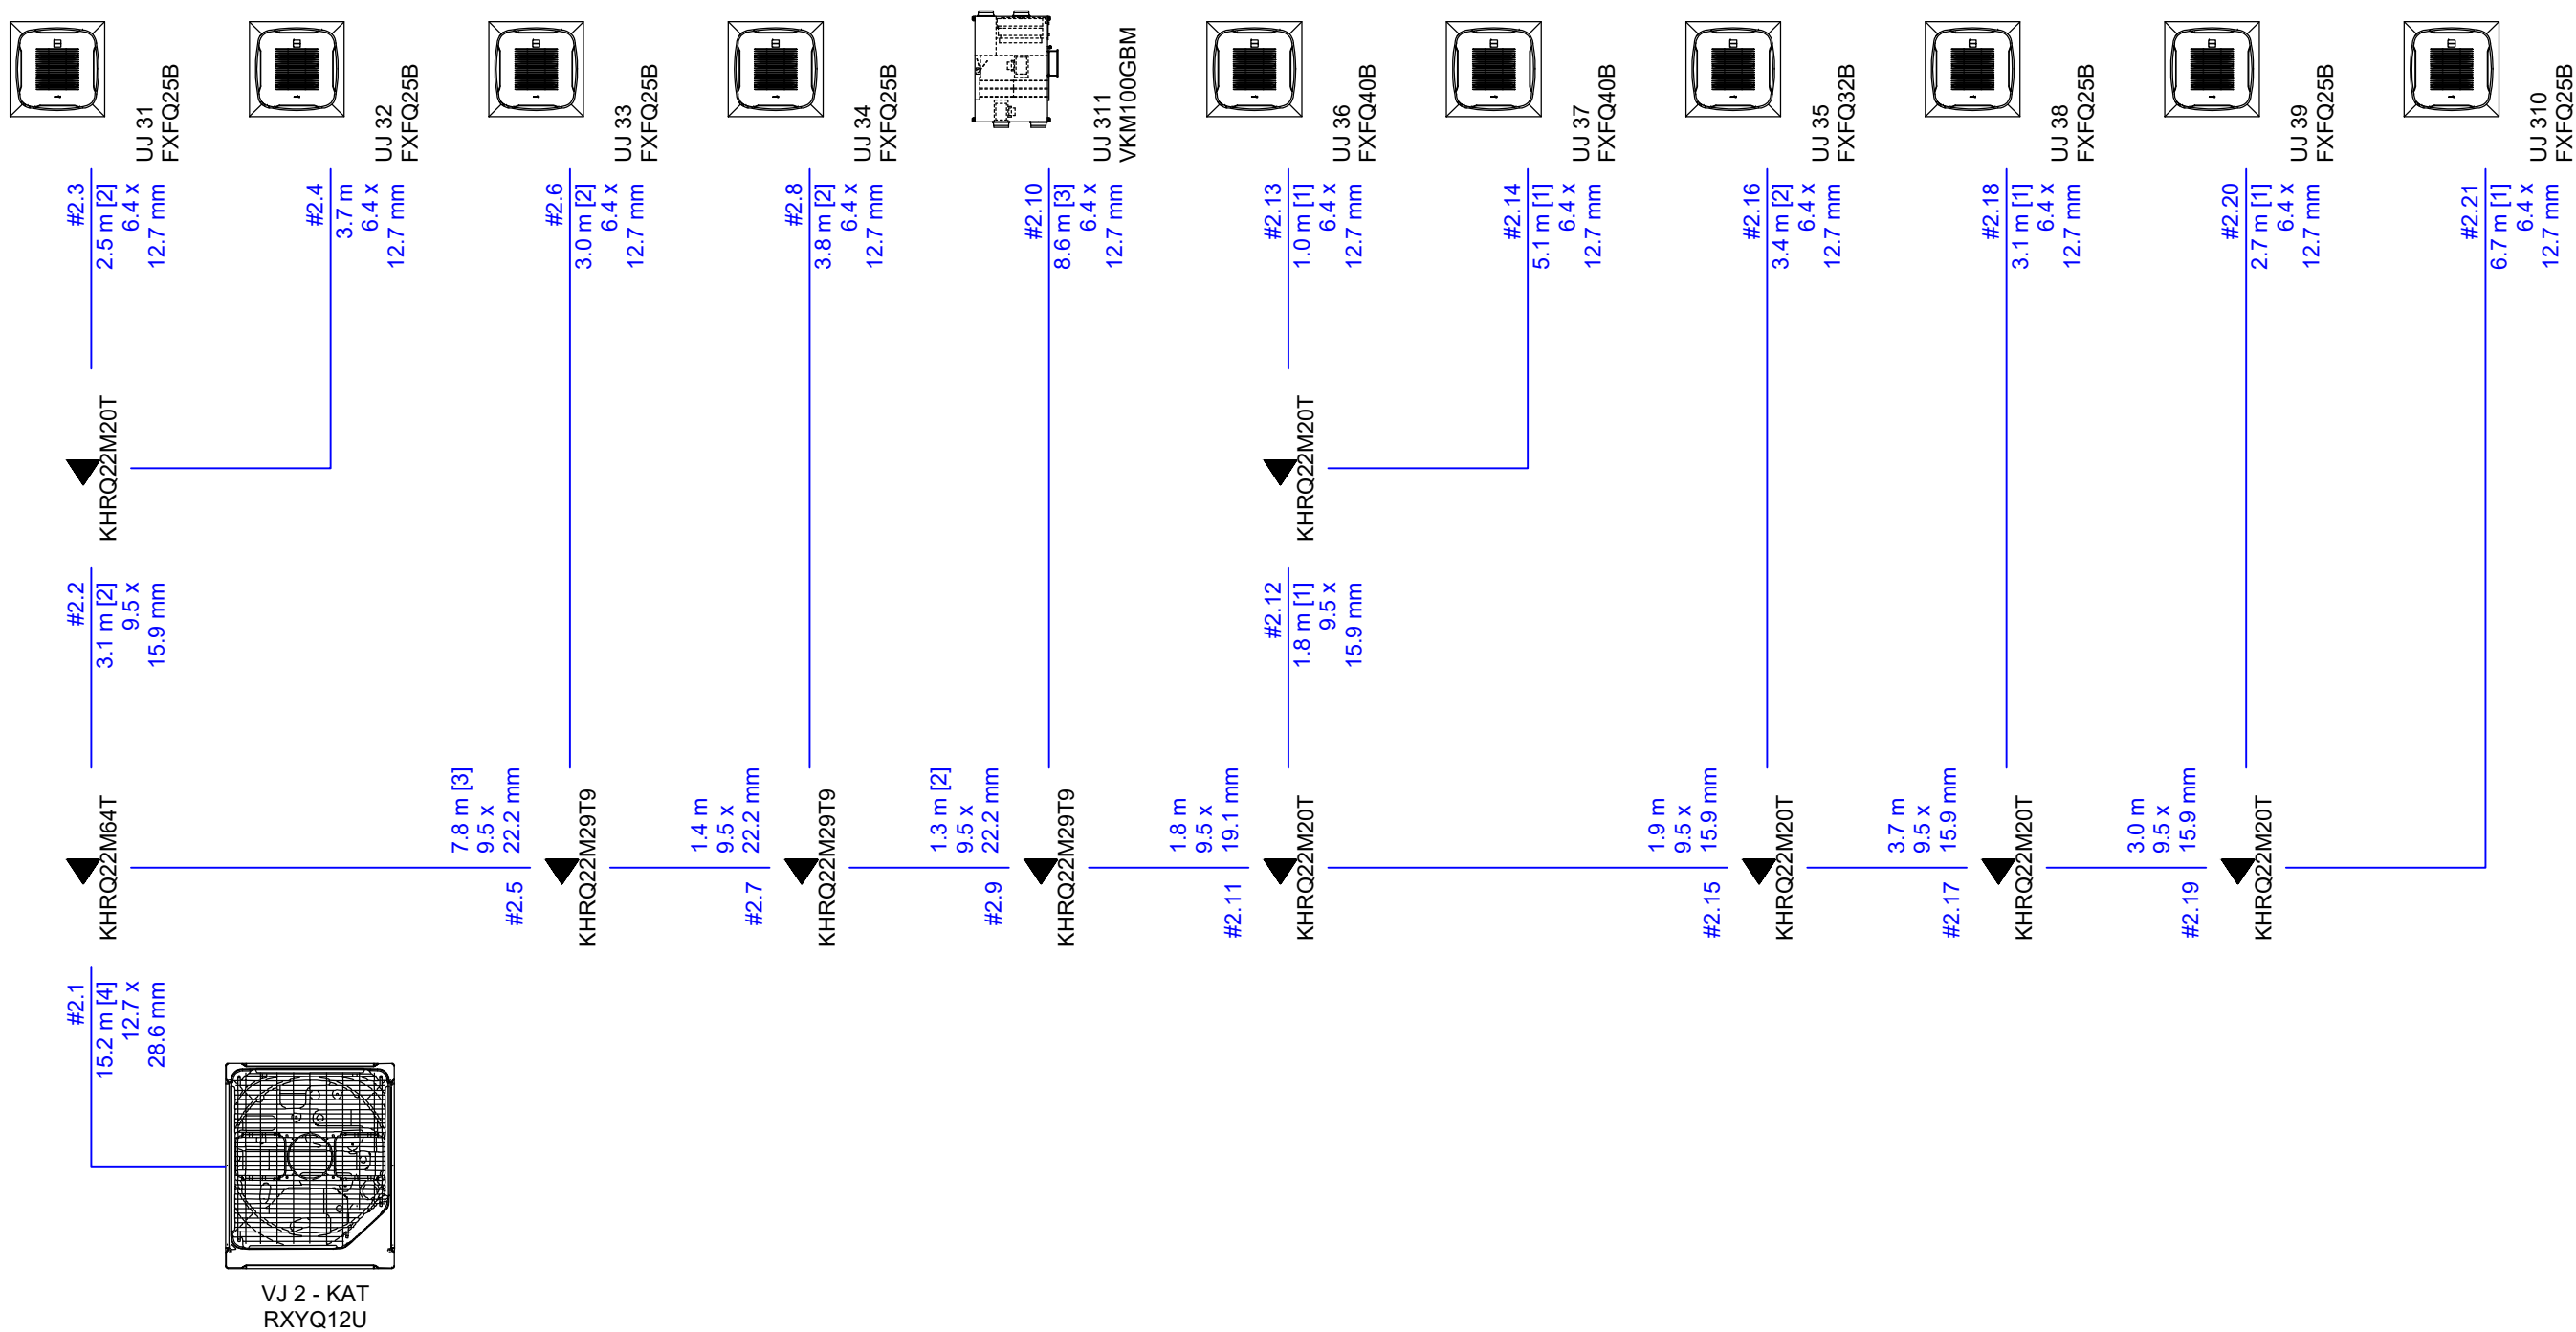 UJ 31
FXFQ25B
UJ 32
FXFQ25B
UJ 33
FXFQ25B
UJ 34
FXFQ25B
UJ 311
VKM100GBM
UJ 36
FXFQ40B
UJ 37
FXFQ40B
UJ 35
FXFQ32B
UJ 38
FXFQ25B
UJ 39
FXFQ25B
UJ 310
FXFQ25B
#2.3
2.5 m [2]
6.4 x
12.7 mm
#2.4
3.7 m
6.4 x
12.7 mm
#2.6
3.0 m [2]
6.4 x
12.7 mm
#2.8
3.8 m [2]
6.4 x
12.7 mm
#2.10
8.6 m [3]
6.4 x
12.7 mm
#2.13
1.0 m [1]
6.4 x
12.7 mm
#2.14
5.1 m [1]
6.4 x
12.7 mm
#2.16
3.4 m [2]
6.4 x
12.7 mm
#2.18
3.1 m [1]
6.4 x
12.7 mm
#2.20
2.7 m [1]
6.4 x
12.7 mm
#2.21
6.7 m [1]
6.4 x
12.7 mm
KHRQ22M20T
KHRQ22M20T
#2.2
3.1 m [2]
9.5 x
15.9 mm
#2.12
1.8 m [1]
9.5 x
15.9 mm
KHRQ22M64T
7.8 m [3]
9.5 x
22.2 mm
#2.5
KHRQ22M29T9
1.4 m
9.5 x
22.2 mm
#2.7
KHRQ22M29T9
1.3 m [2]
9.5 x
22.2 mm
#2.9
KHRQ22M29T9
1.8 m
9.5 x
19.1 mm
#2.11
KHRQ22M20T
1.9 m
9.5 x
15.9 mm
#2.15
KHRQ22M20T
3.7 m
9.5 x
15.9 mm
#2.17
KHRQ22M20T
3.0 m
9.5 x
15.9 mm
#2.19
KHRQ22M20T
#2.1
15.2 m [4]
12.7 x
28.6 mm
VJ 2 - KAT
RXYQ12U